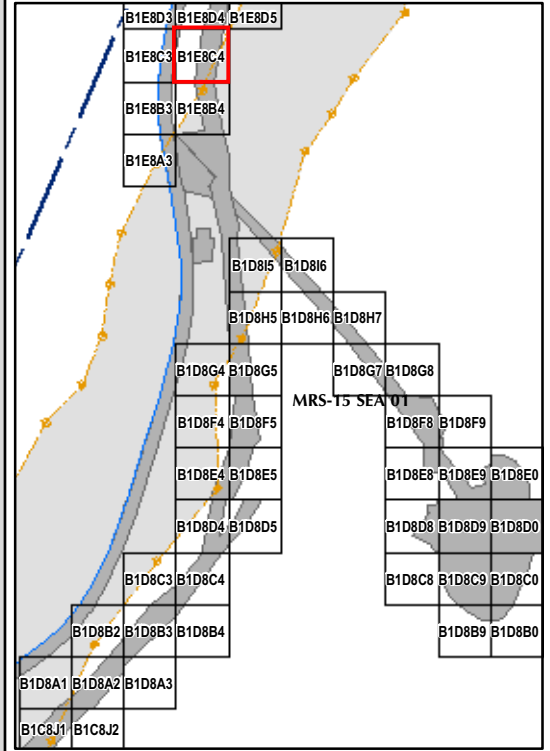 B1E8D3 B1E8D4 B1E8D5
B1E8C3 B1E8C4
B1E8B3 B1E8B4
B1E8A3
B1D8I5 B1D8I6
B1D8H5 B1D8H6 B1D8H7
B1D8G4 B1D8G5 B1D8G7 B1D8G8
MRS-15 SEA 01
B1D8F4 B1D8F5 B1D8F8 B1D8F9
B1D8E4 B1D8E5 B1D8E8 B1D8E9 B1D8E0
B1D8D4 B1D8D5 B1D8D8 B1D8D9 B1D8D0
B1D8C3 B1D8C4 B1D8C8 B1D8C9 B1D8C0
B1D8B2 B1D8B3 B1D8B4 B1D8B9 B1D8B0
B1D8A1 B1D8A2 B1D8A3
B1C8J1 B1C8J2